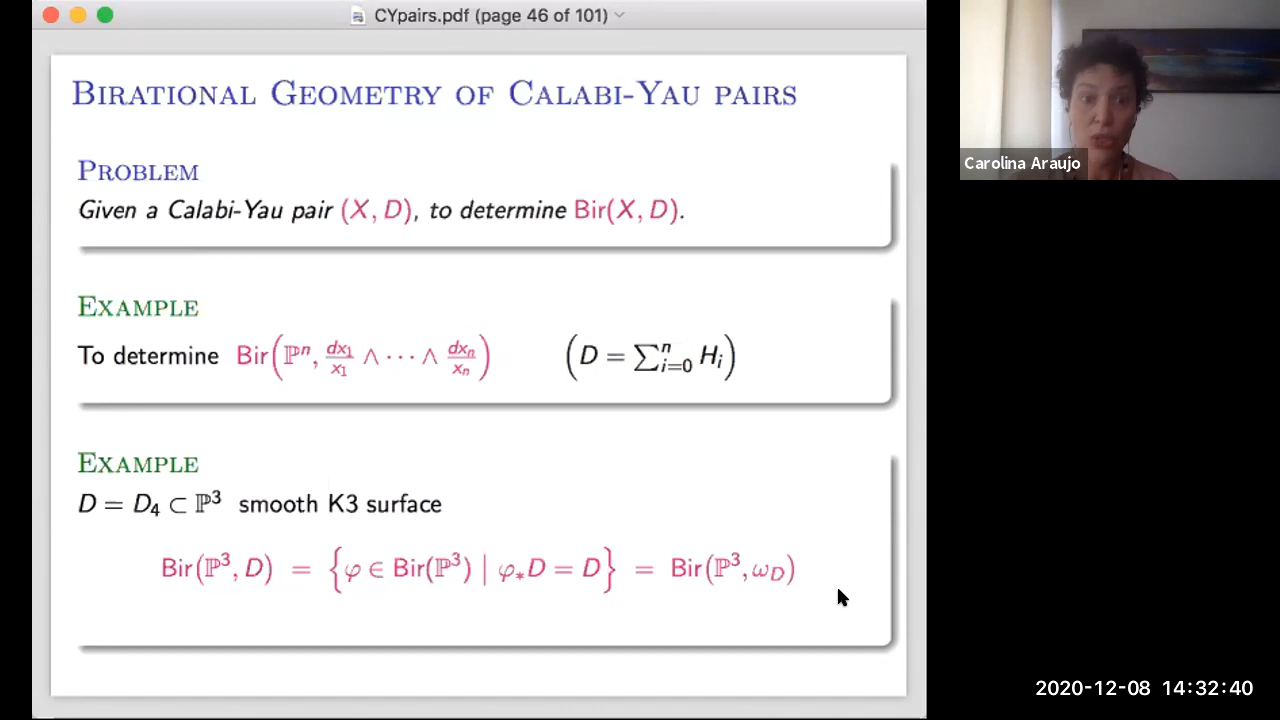 CYpairs.pdf (page 46 of 101)
BIRATIONAL GEOMETRY OF CALABI-YAU PAIRS
PROBLEM
Given a Calabi-Yau pair (X, D), to determine Bir(X, D).
EXAMPLE
To determine Bir(ℙⁿ, dx₁/x₁ ∧ ··· ∧ dxₙ/xₙ) (D = ∑ⁿᵢ₌₀ Hᵢ)
EXAMPLE
D = D₄ ⊂ ℙ³ smooth K3 surface
Bir(ℙ³, D) = {φ ∈ Bir(ℙ³) | φ₌D = D} = Bir(ℙ³, ω_D)
Carolina Araujo
2020-12-08 14:32:40